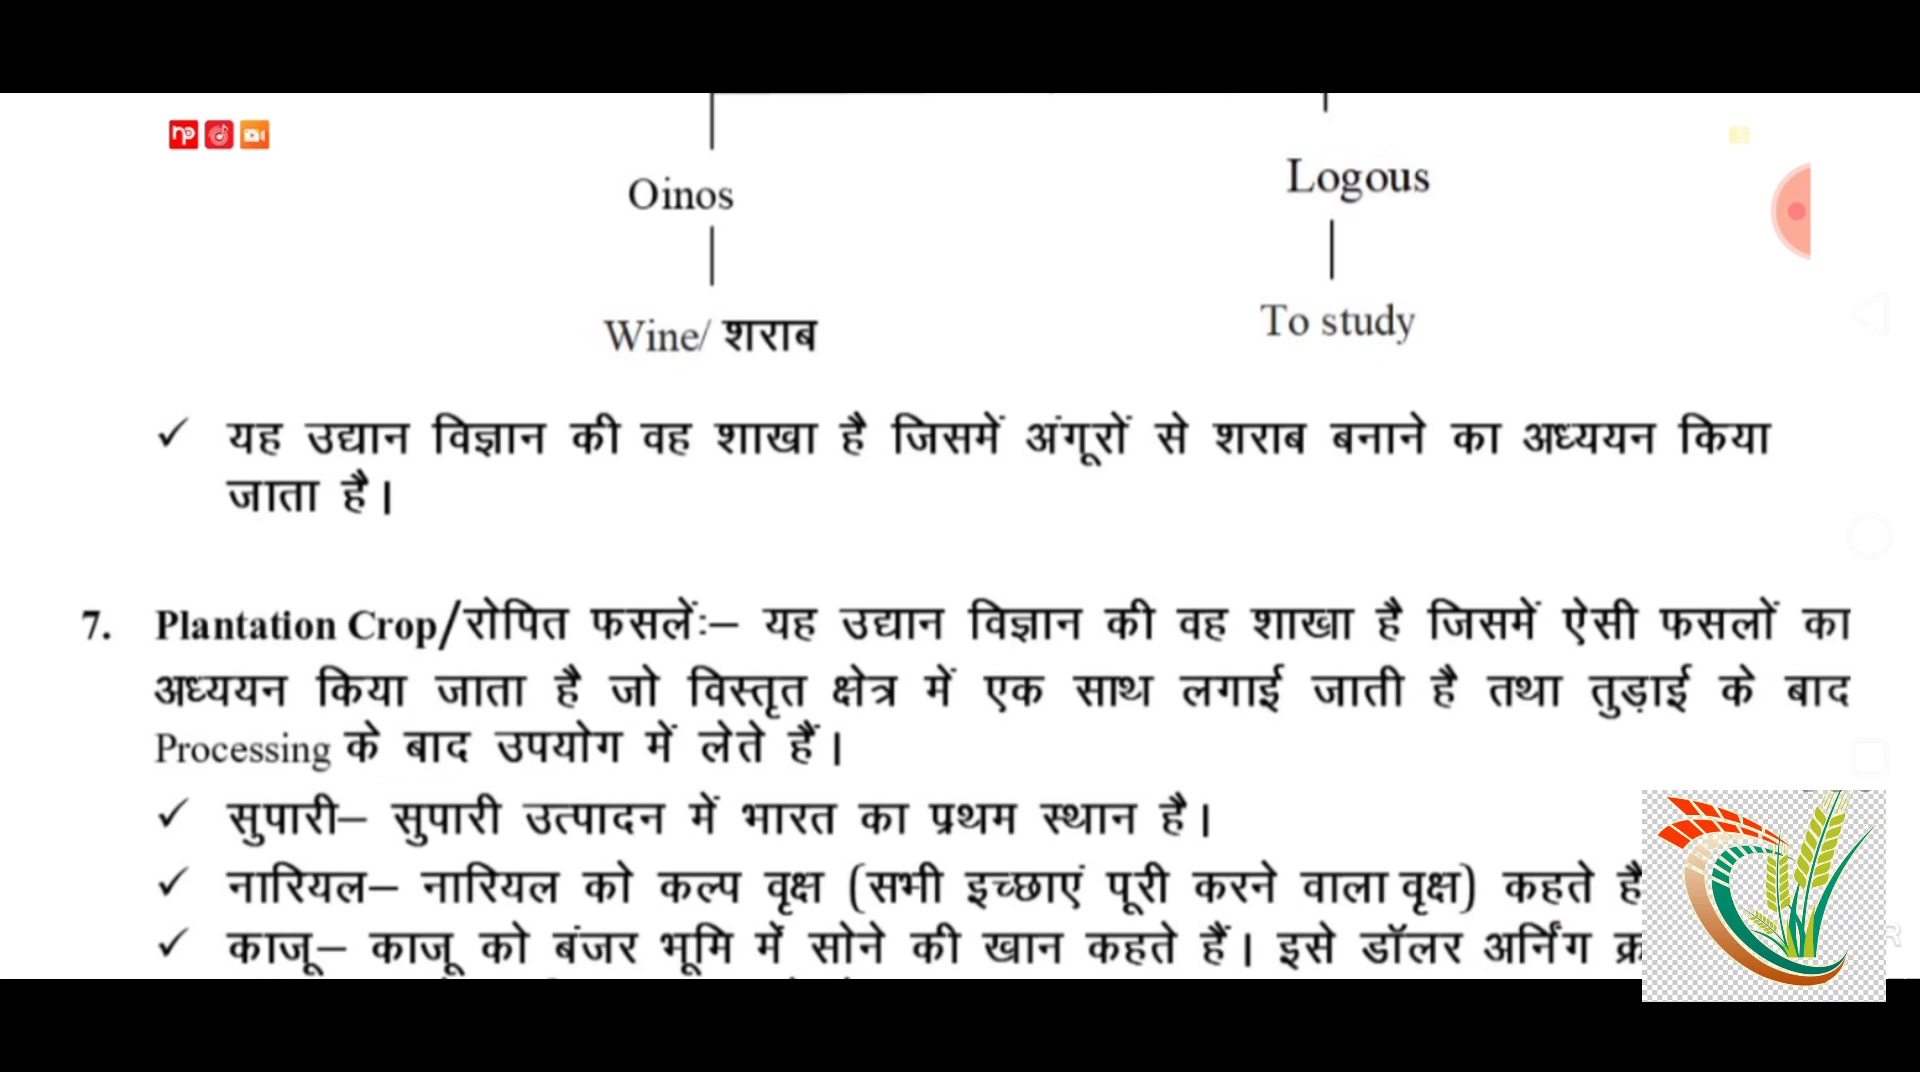 Oinos
Logous
Wine/ शराब
To study
✓ यह उद्यान विज्ञान की वह शाखा है जिसमें अंगूरों से शराब बनाने का अध्ययन किया
जाता है।
7. Plantation Crop/रोपित फसलें:– यह उद्यान विज्ञान की वह शाखा है जिसमें ऐसी फसलों का
अध्ययन किया जाता है जो विस्तृत क्षेत्र में एक साथ लगाई जाती है तथा तुड़ाई के बाद
Processing के बाद उपयोग में लेते हैं।
✓ सुपारी– सुपारी उत्पादन में भारत का प्रथम स्थान है।
✓ नारियल– नारियल को कल्प वृक्ष (सभी इच्छाएं पूरी करने वाला वृक्ष) कहते है
✓ काजू– काजू को बंजर भूमि में सोने की खान कहते हैं। इसे डॉलर अर्निंग